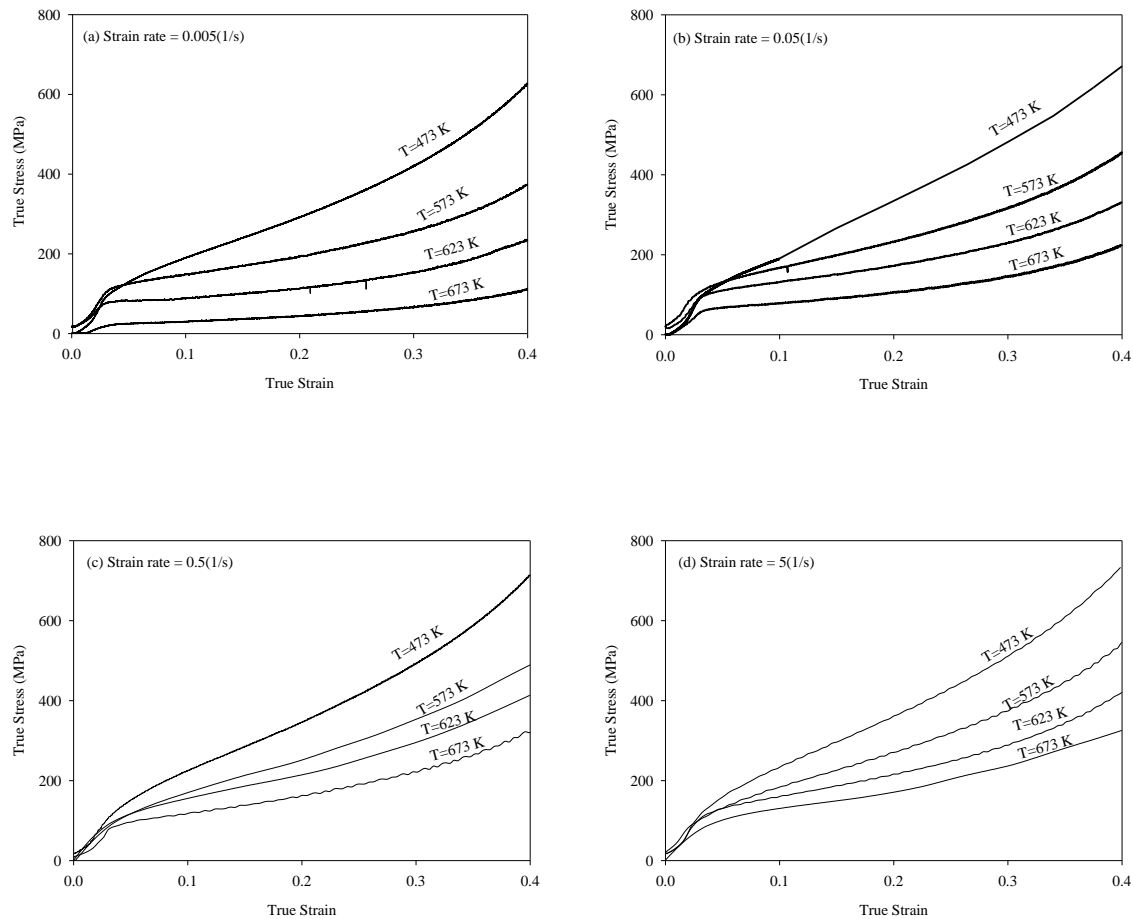 (a) Strain rate = 0.005(1/s)
True Stress (MPa)
800
600
400
200
0
T=473 K
T=573 K
T=623 K
T=673 K
0.0 0.1 0.2 0.3 0.4
True Strain
(b) Strain rate = 0.05(1/s)
True Stress (MPa)
800
600
400
200
0
T=473 K
T=573 K
T=623 K
T=673 K
0.0 0.1 0.2 0.3 0.4
True Strain
(c) Strain rate = 0.5(1/s)
True Stress (MPa)
800
600
400
200
0
T=473 K
T=573 K
T=623 K
T=673 K
0.0 0.1 0.2 0.3 0.4
True Strain
(d) Strain rate = 5(1/s)
True Stress (MPa)
800
600
400
200
0
T=473 K
T=573 K
T=623 K
T=673 K
0.0 0.1 0.2 0.3 0.4
True Strain